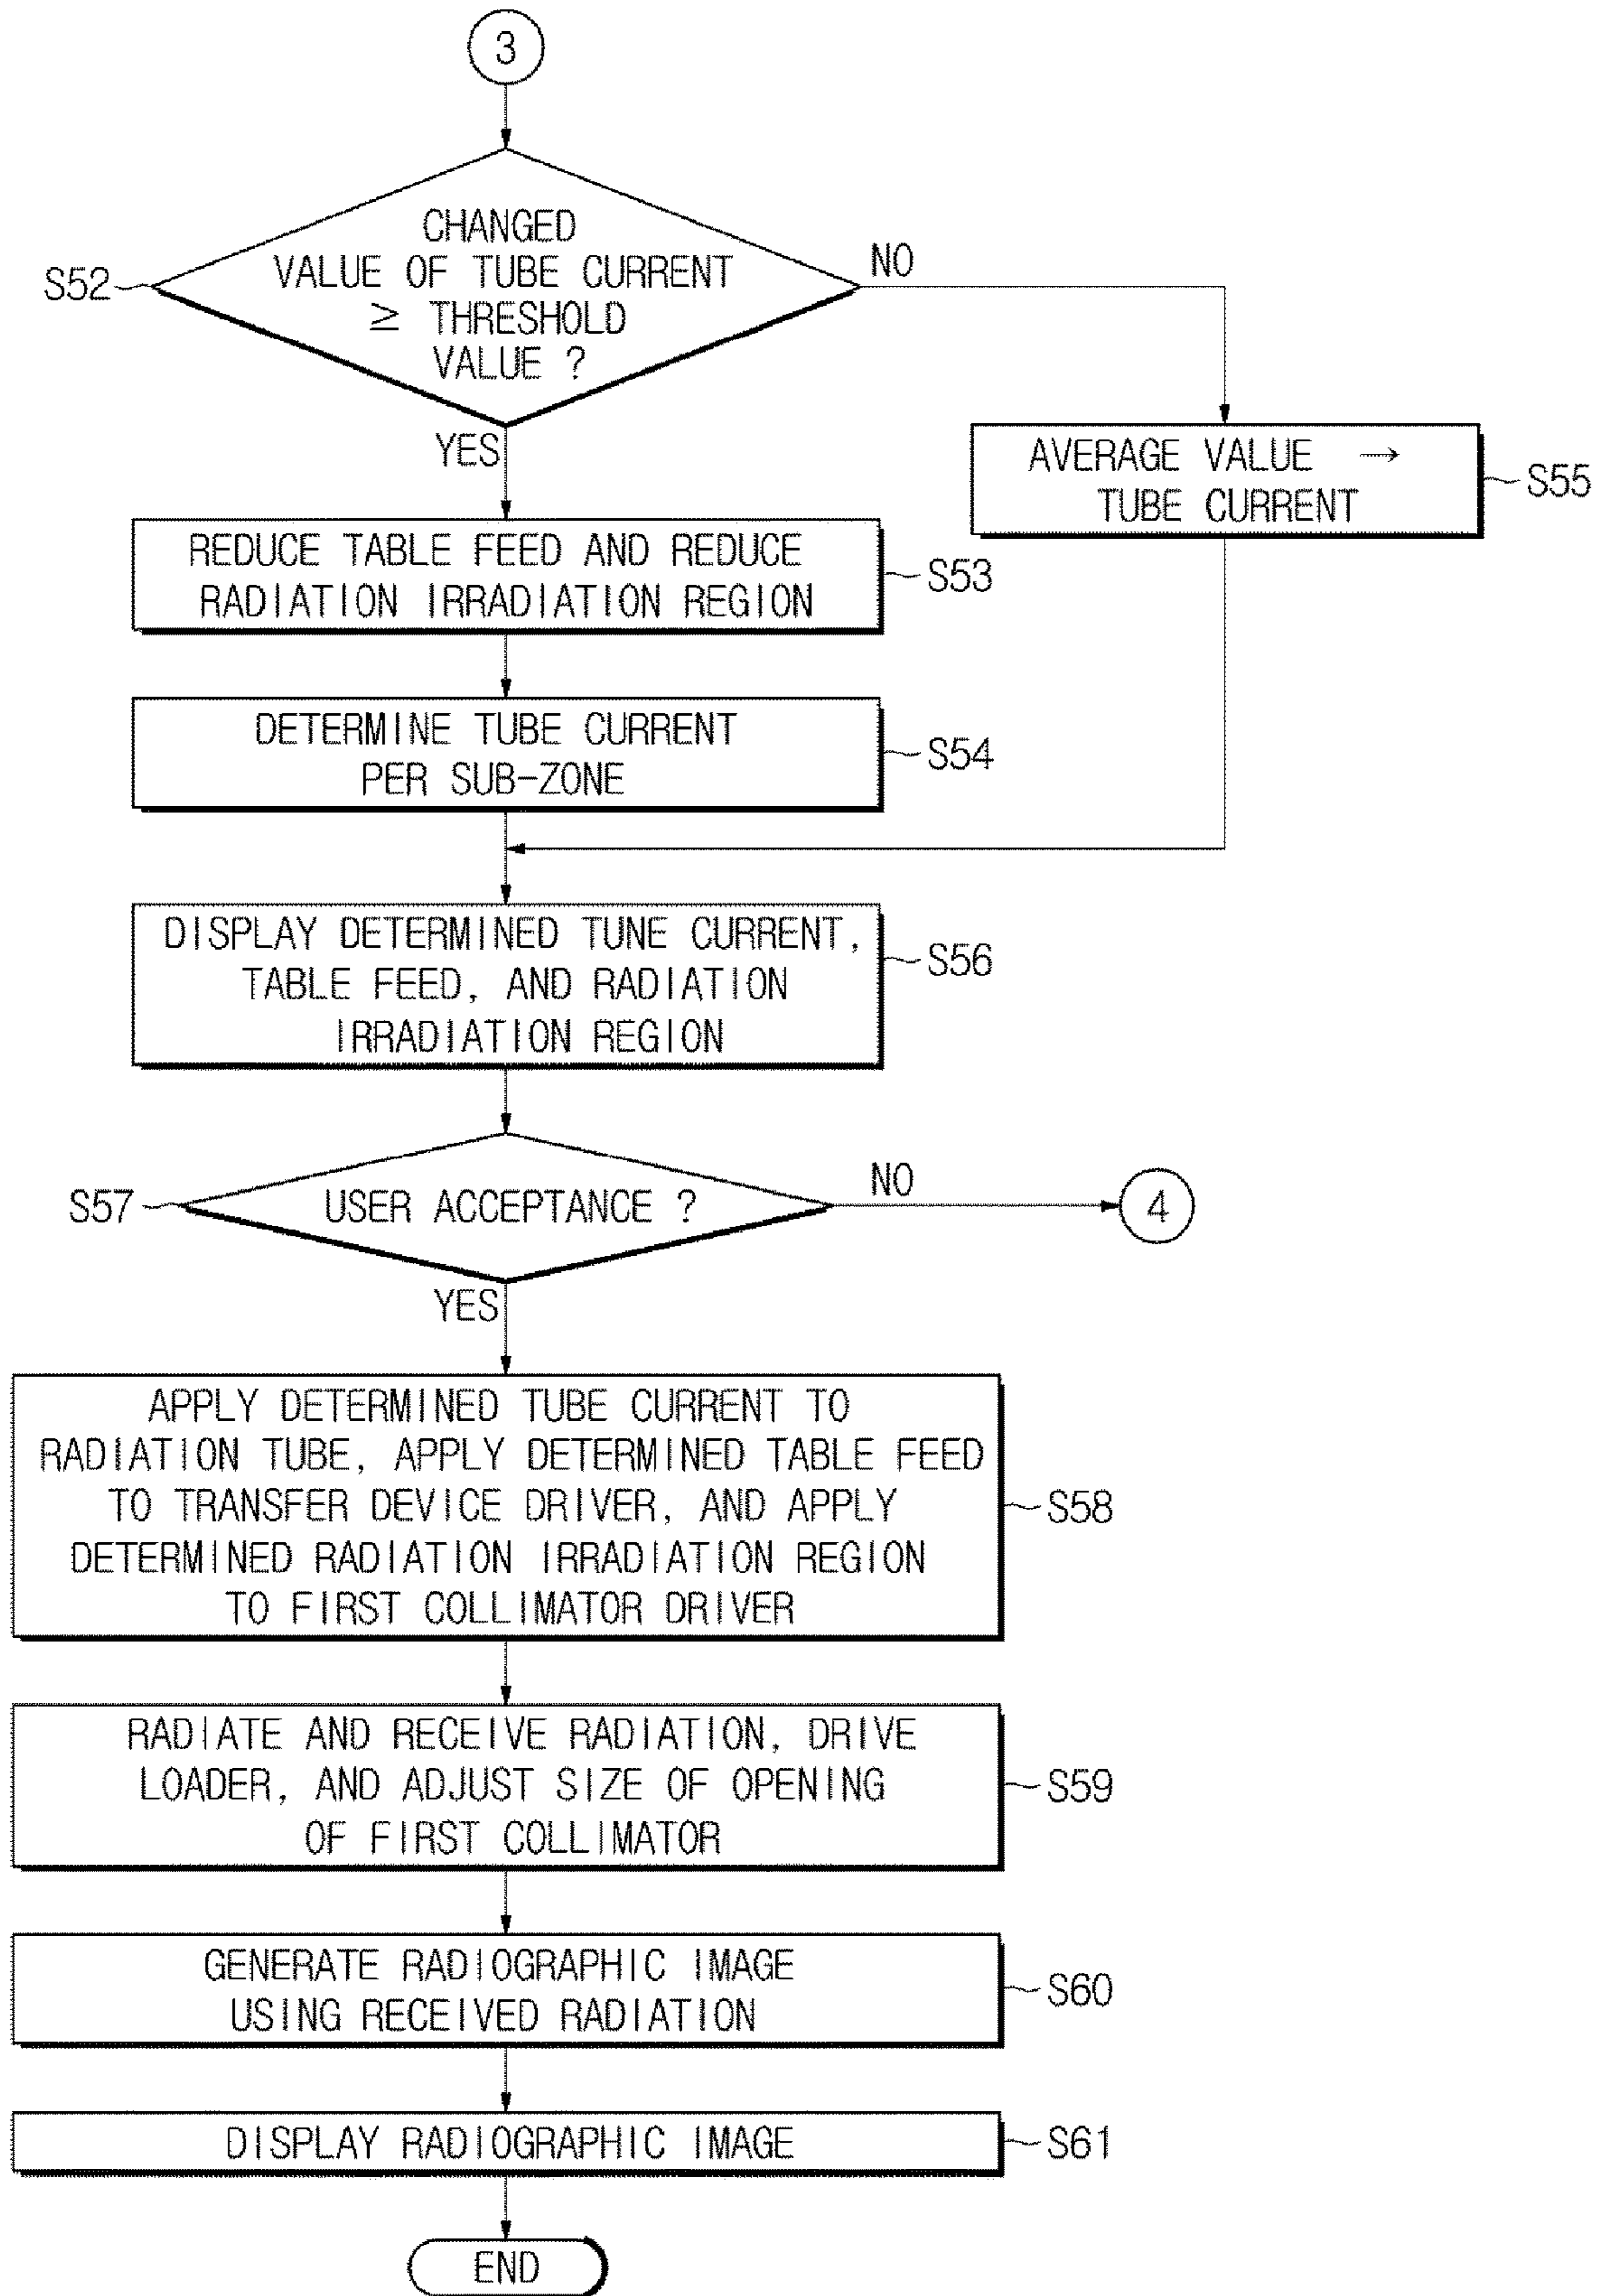 3
CHANGED
VALUE OF TUBE CURRENT
≥ THRESHOLD
VALUE ?
S52
NO
YES
AVERAGE VALUE →
TUBE CURRENT
S55
REDUCE TABLE FEED AND REDUCE
RADIATION IRRADIATION REGION
S53
DETERMINE TUBE CURRENT
PER SUB-ZONE
S54
DISPLAY DETERMINED TUNE CURRENT,
TABLE FEED, AND RADIATION
IRRADIATION REGION
S56
S57
USER ACCEPTANCE ?
NO
4
YES
APPLY DETERMINED TUBE CURRENT TO
RADIATION TUBE, APPLY DETERMINED TABLE FEED
TO TRANSFER DEVICE DRIVER, AND APPLY
DETERMINED RADIATION IRRADIATION REGION
TO FIRST COLLIMATOR DRIVER
S58
RADIATE AND RECEIVE RADIATION, DRIVE
LOADER, AND ADJUST SIZE OF OPENING
OF FIRST COLLIMATOR
S59
GENERATE RADIOGRAPHIC IMAGE
USING RECEIVED RADIATION
S60
DISPLAY RADIOGRAPHIC IMAGE
S61
END